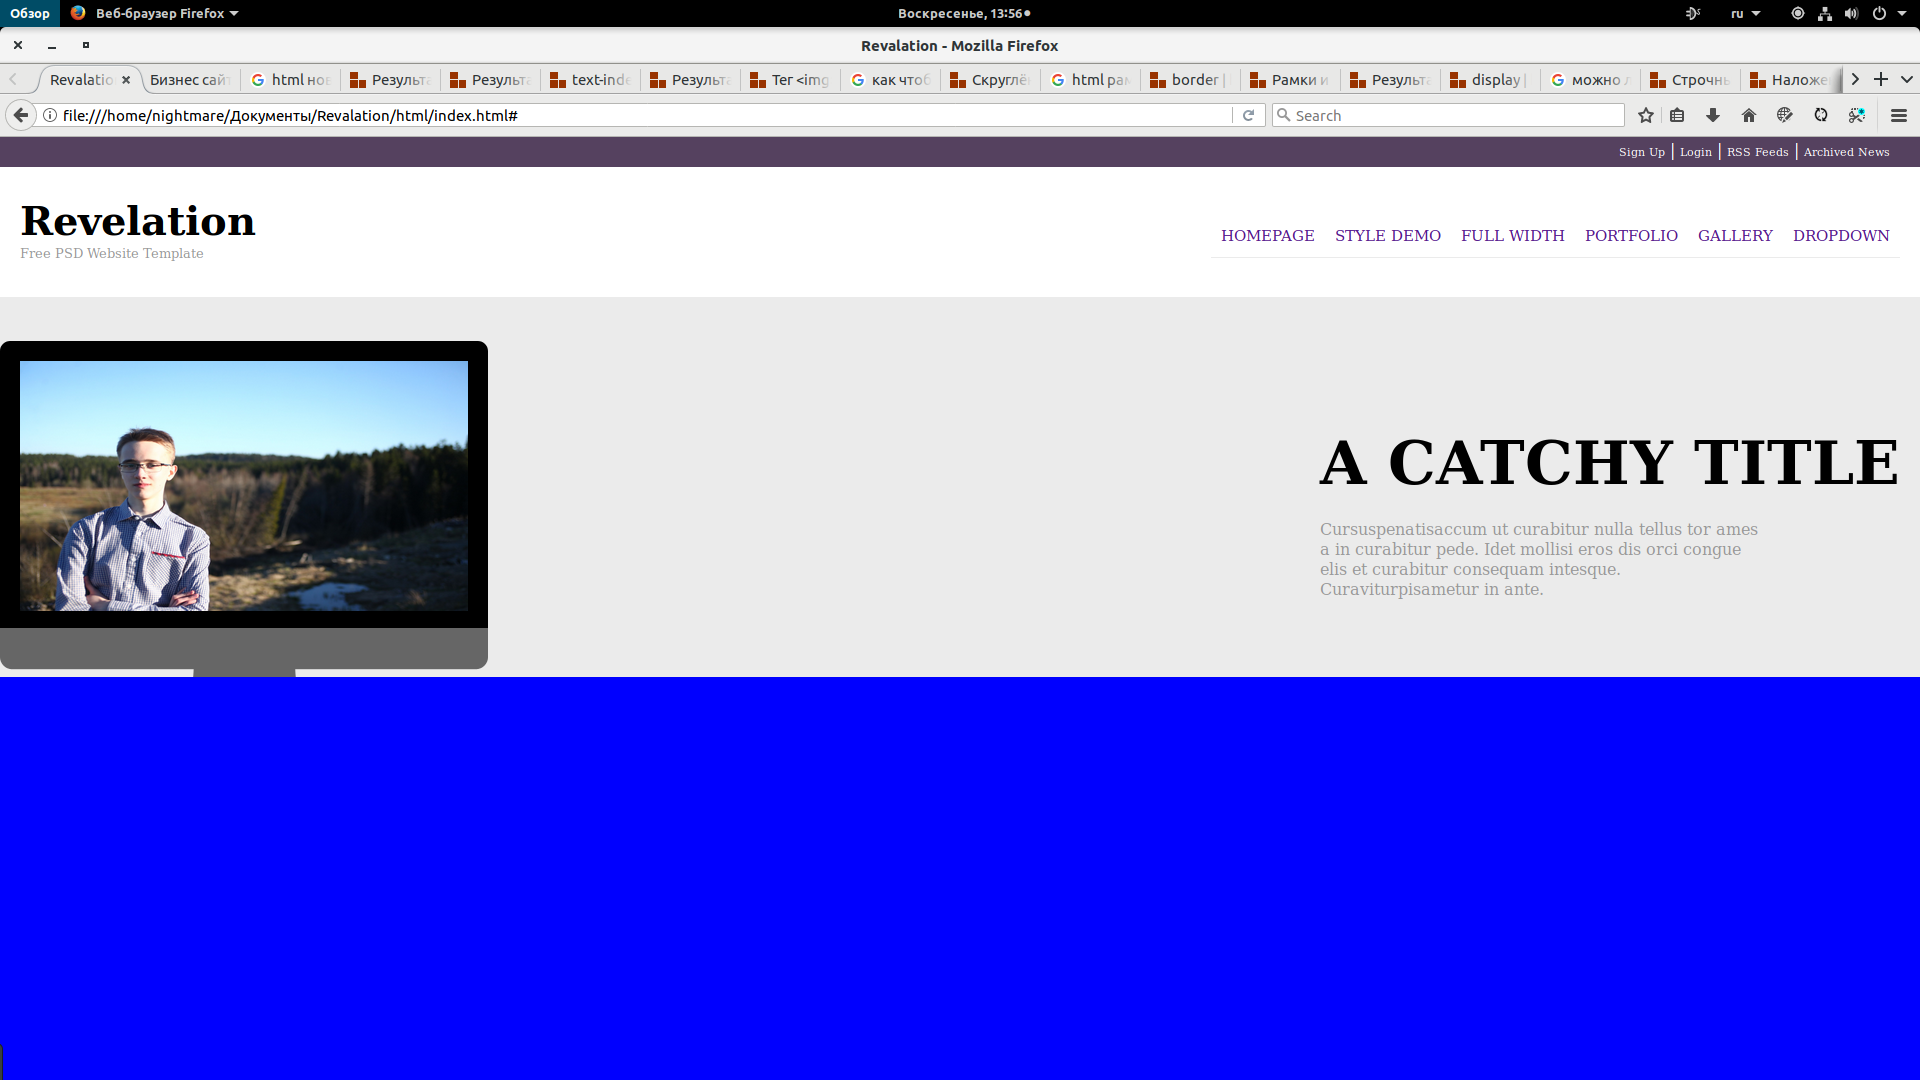 Обзор Веб-браузер Firefox Воскресенье, 13:56 ru
Revalation - Mozilla Firefox
Revalatio Бизнес сайт html нов Результа Результа text-inde Результа Тег <img как чтоб Скруглё html рам border | Рамки и Результа display | можно л Строчны Наложе
file:///home/nightmare/Документы/Revalation/html/index.html# Search
Sign Up | Login | RSS Feeds | Archived News
Revelation
Free PSD Website Template
HOMEPAGE STYLE DEMO FULL WIDTH PORTFOLIO GALLERY DROPDOWN
A CATCHY TITLE
Cursuspenatisaccum ut curabitur nulla tellus tor ames
a in curabitur pede. Idet mollisi eros dis orci congue
elis et curabitur consequam intesque.
Curaviturpisametur in ante.